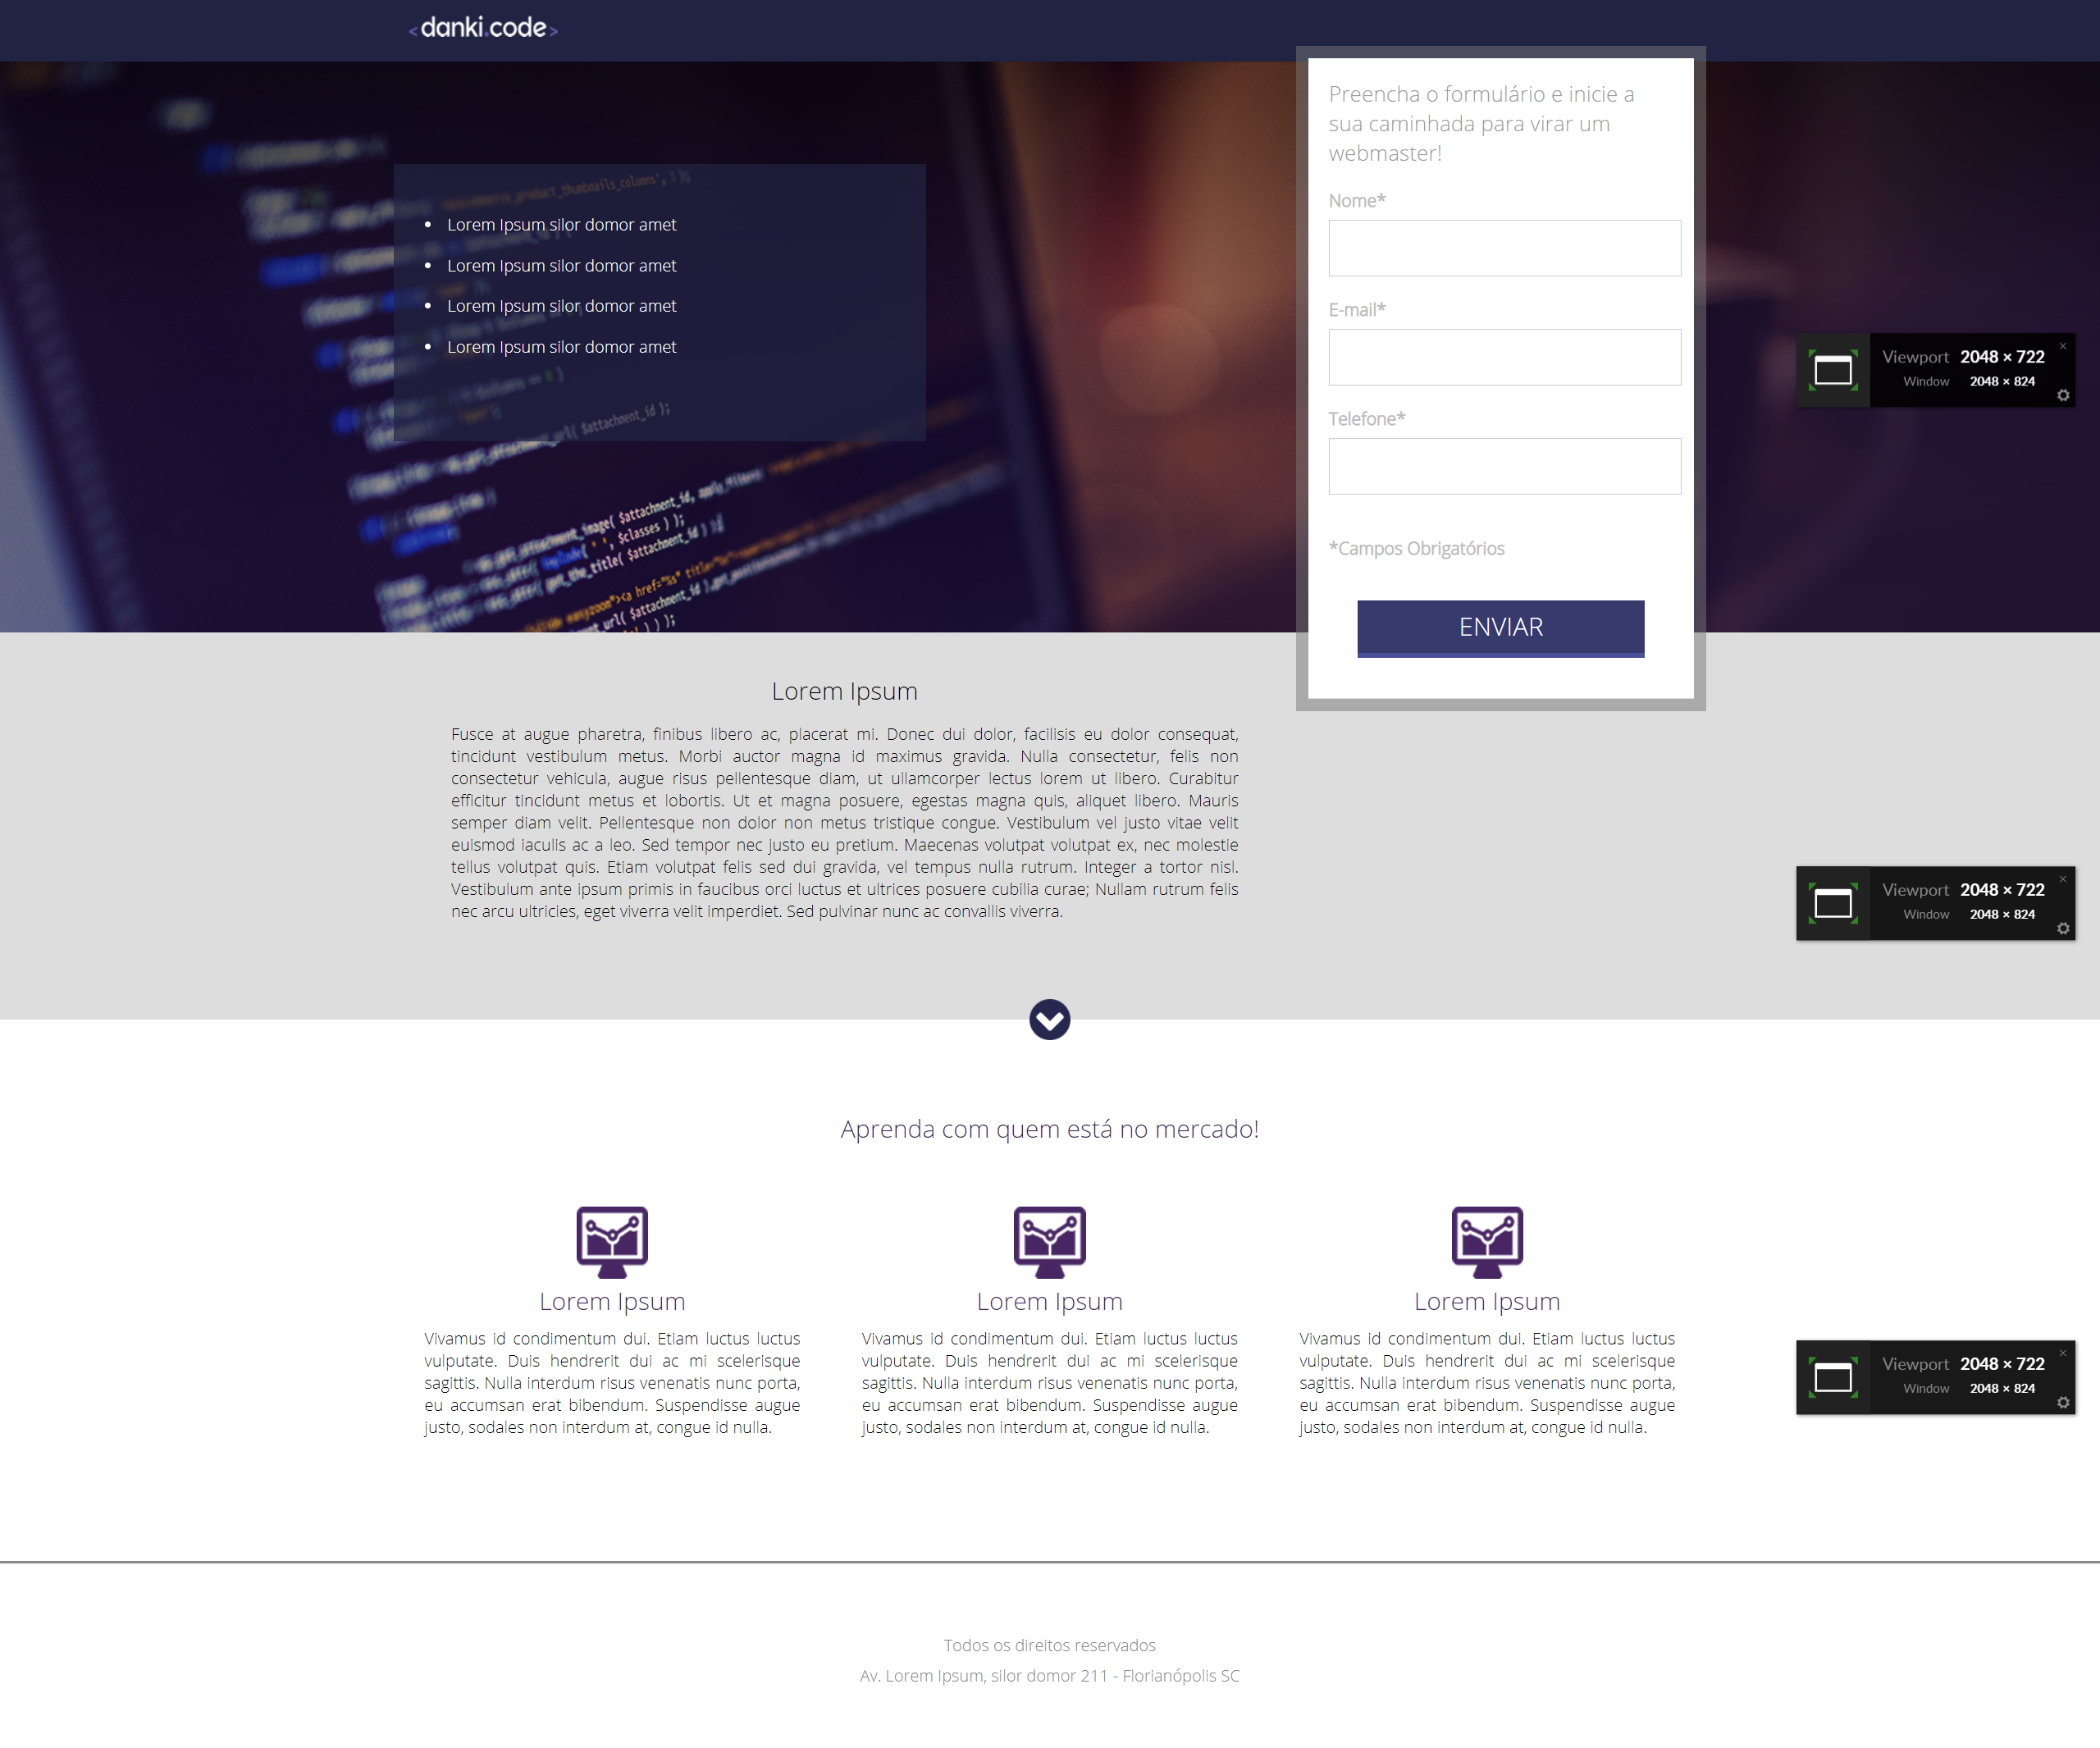 <danki.code>
Preencha o formulário e inicie a
sua caminhada para virar um
webmaster!
Nome*
E-mail*
Telefone*
*Campos Obrigatórios
ENVIAR
• Lorem Ipsum silor domor amet
• Lorem Ipsum silor domor amet
• Lorem Ipsum silor domor amet
• Lorem Ipsum silor domor amet
Viewport 2048 × 722
Window 2048 × 824
Lorem Ipsum
Fusce at augue pharetra, finibus libero ac, placerat mi. Donec dui dolor, facilisis eu dolor consequat,
tincidunt vestibulum metus. Morbi auctor magna id maximus gravida. Nulla consectetur, felis non
consectetur vehicula, augue risus pellentesque diam, ut ullamcorper lectus lorem ut libero. Curabitur
efficitur tincidunt metus et lobortis. Ut et magna posuere, egestas magna quis, aliquet libero. Mauris
semper diam velit. Pellentesque non dolor non metus tristique congue. Vestibulum vel justo vitae velit
euismod iaculis ac a leo. Sed tempor nec justo eu pretium. Maecenas volutpat volutpat ex, nec molestie
tellus volutpat quis. Etiam volutpat felis sed dui gravida, vel tempus nulla rutrum. Integer a tortor nisl.
Vestibulum ante ipsum primis in faucibus orci luctus et ultrices posuere cubilia curae; Nullam rutrum felis
nec arcu ultricies, eget viverra velit imperdiet. Sed pulvinar nunc ac convallis viverra.
Viewport 2048 × 722
Window 2048 × 824
Aprenda com quem está no mercado!
Lorem Ipsum
Vivamus id condimentum dui. Etiam luctus luctus
vulputate. Duis hendrerit dui ac mi scelerisque
sagittis. Nulla interdum risus venenatis nunc porta,
eu accumsan erat bibendum. Suspendisse augue
justo, sodales non interdum at, congue id nulla.
Lorem Ipsum
Vivamus id condimentum dui. Etiam luctus luctus
vulputate. Duis hendrerit dui ac mi scelerisque
sagittis. Nulla interdum risus venenatis nunc porta,
eu accumsan erat bibendum. Suspendisse augue
justo, sodales non interdum at, congue id nulla.
Lorem Ipsum
Vivamus id condimentum dui. Etiam luctus luctus
vulputate. Duis hendrerit dui ac mi scelerisque
sagittis. Nulla interdum risus venenatis nunc porta,
eu accumsan erat bibendum. Suspendisse augue
justo, sodales non interdum at, congue id nulla.
Viewport 2048 × 722
Window 2048 × 824
Todos os direitos reservados
Av. Lorem Ipsum, silor domor 211 - Florianópolis SC